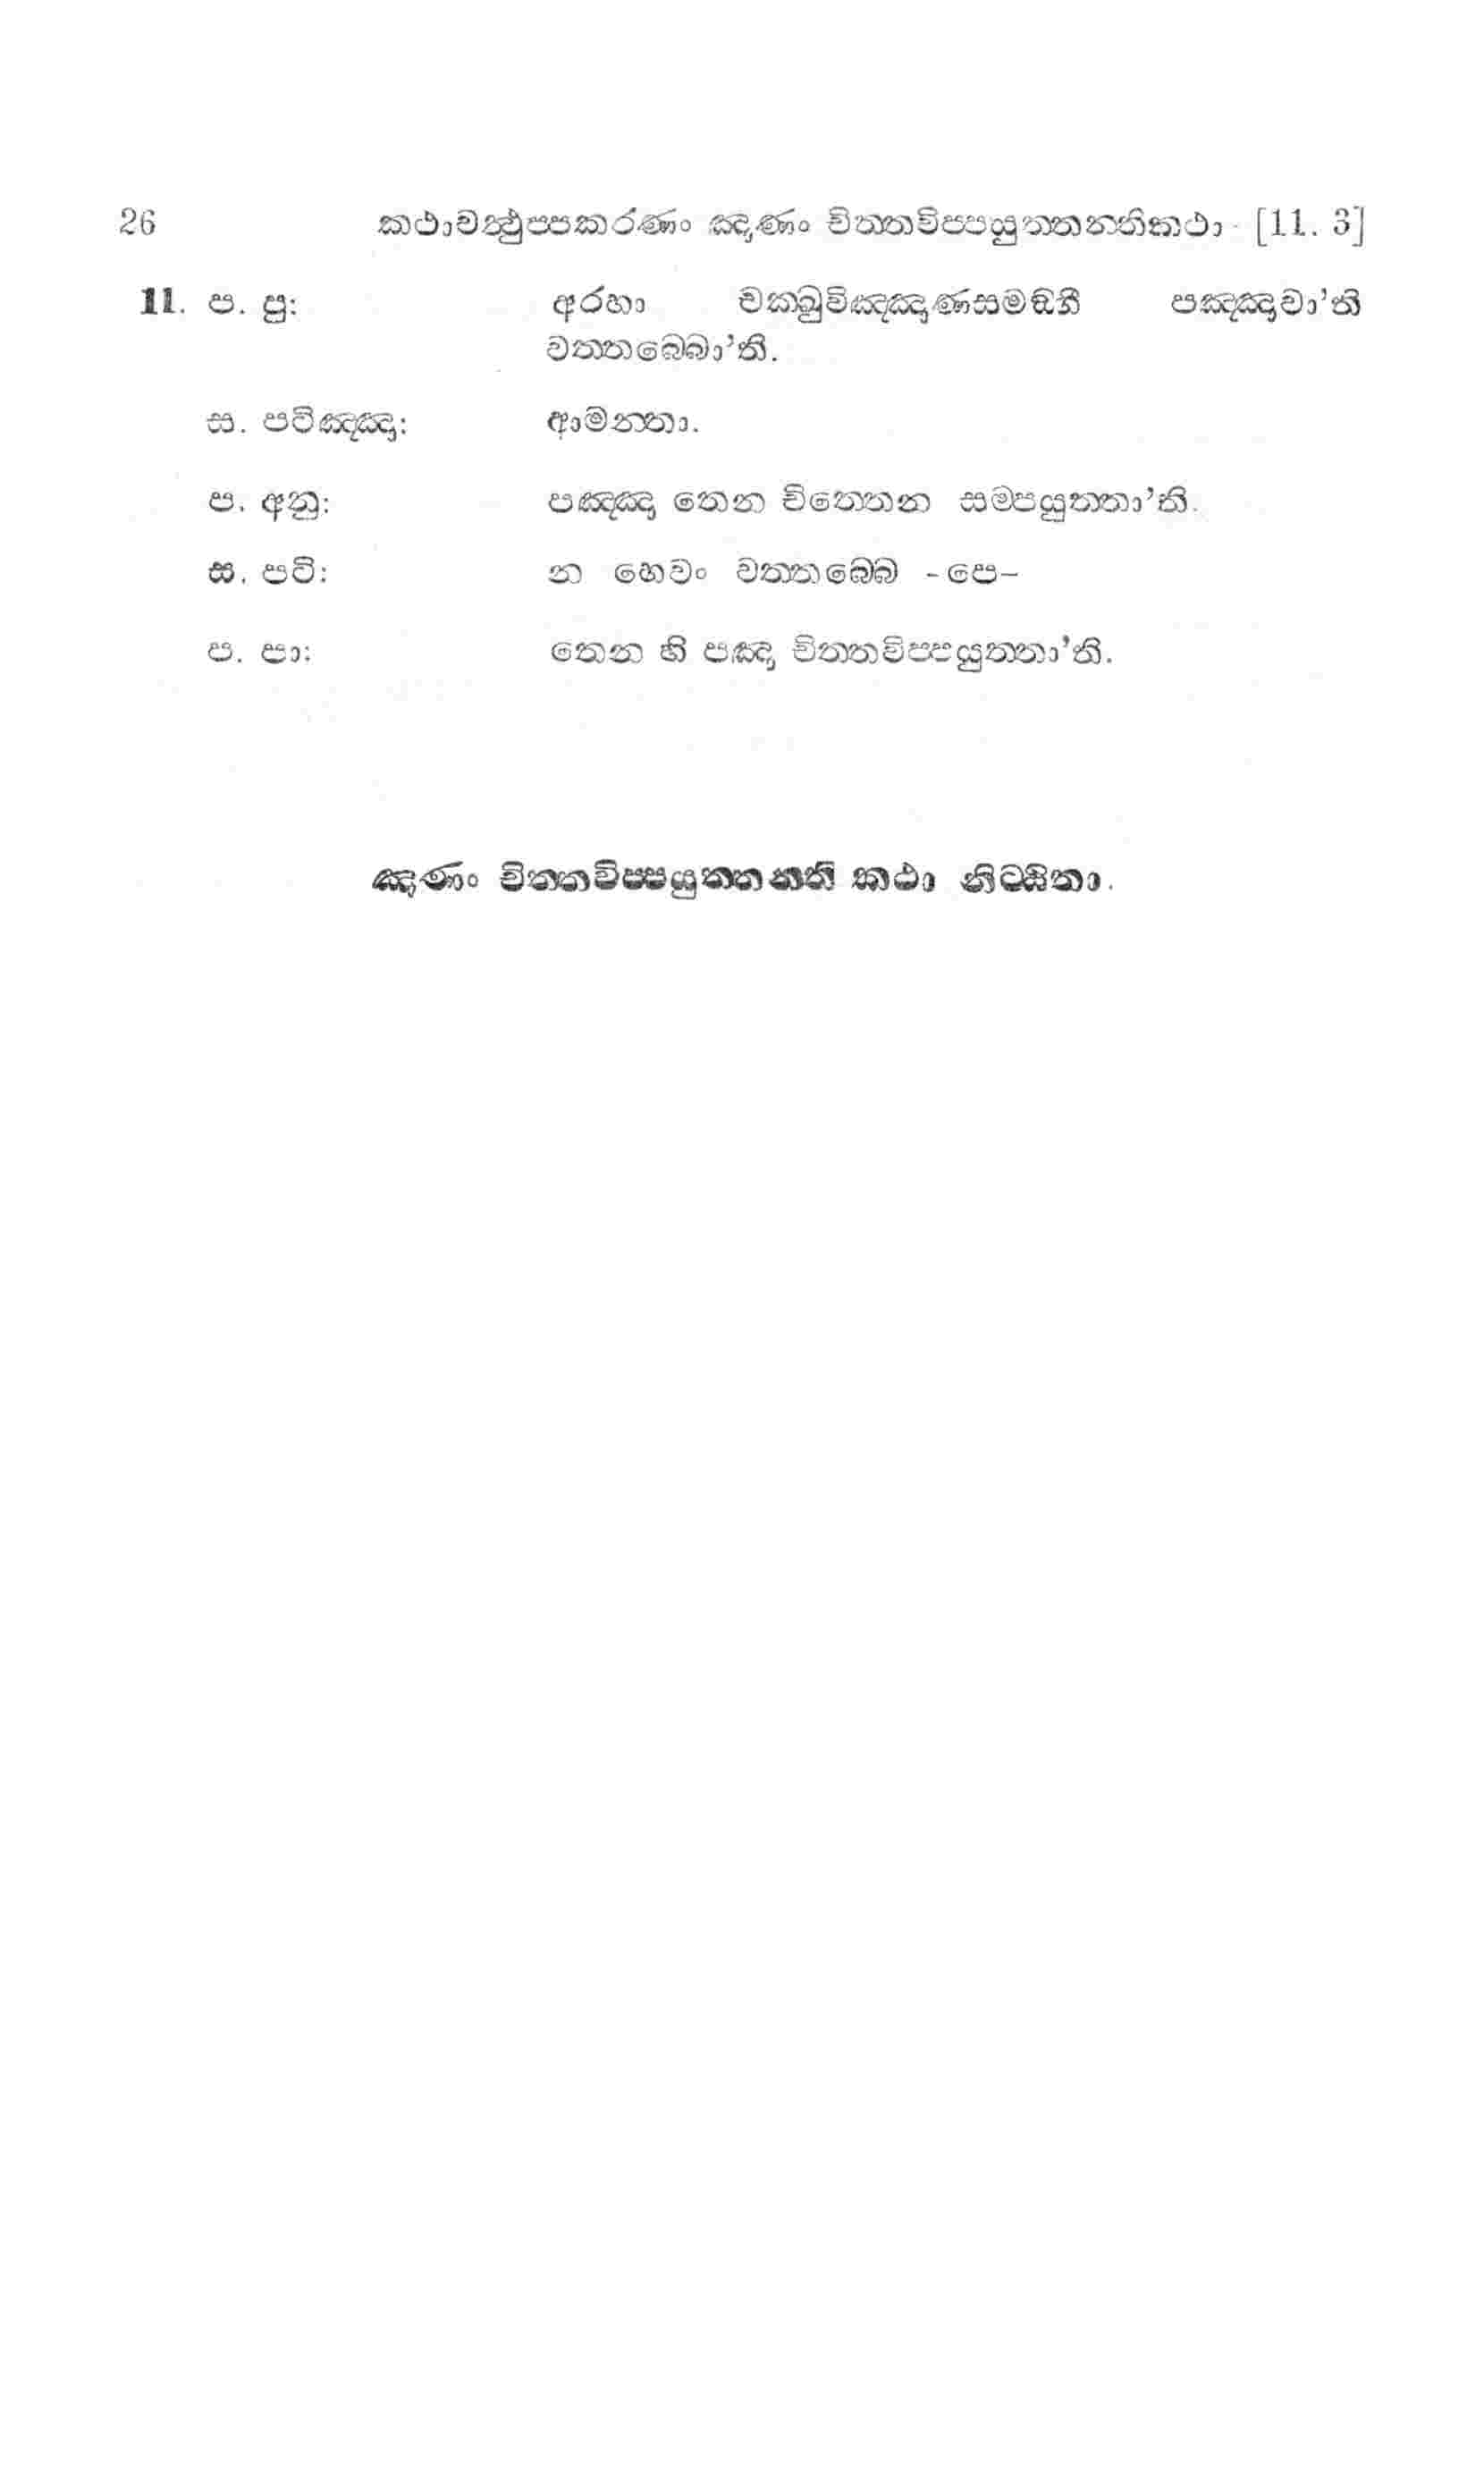 26 කථාවත්‍ථුප‍්පකරණං ඤාණං චිත‍්තවිප‍්පයුත‍්තන‍්තිකථා [11. 3]
11. ප. පු: අරහා චක‍්ඛුවිඤ‍්ඤාණසමඞ‍්ගී පඤ‍්ඤවා’ති
වත‍්තබ‍්බො’ති.
ස. පටිඤ‍්ඤා: ආමන‍්තා.
ප. අනු: පඤ‍්ඤා තෙන චිත‍්තෙන සම‍්පයුත‍්තා’ති.
ස. පටි: න හෙවං වත‍්තබ‍්බෙ -පෙ-
ප. පා: තෙන හි පඤා චිත‍්තවිප‍්පයුත‍්තා’ති.
ඤාණං චිත‍්තවිප‍්පයුත‍්තන‍්ති කථා නිට‍්ඨිතා.